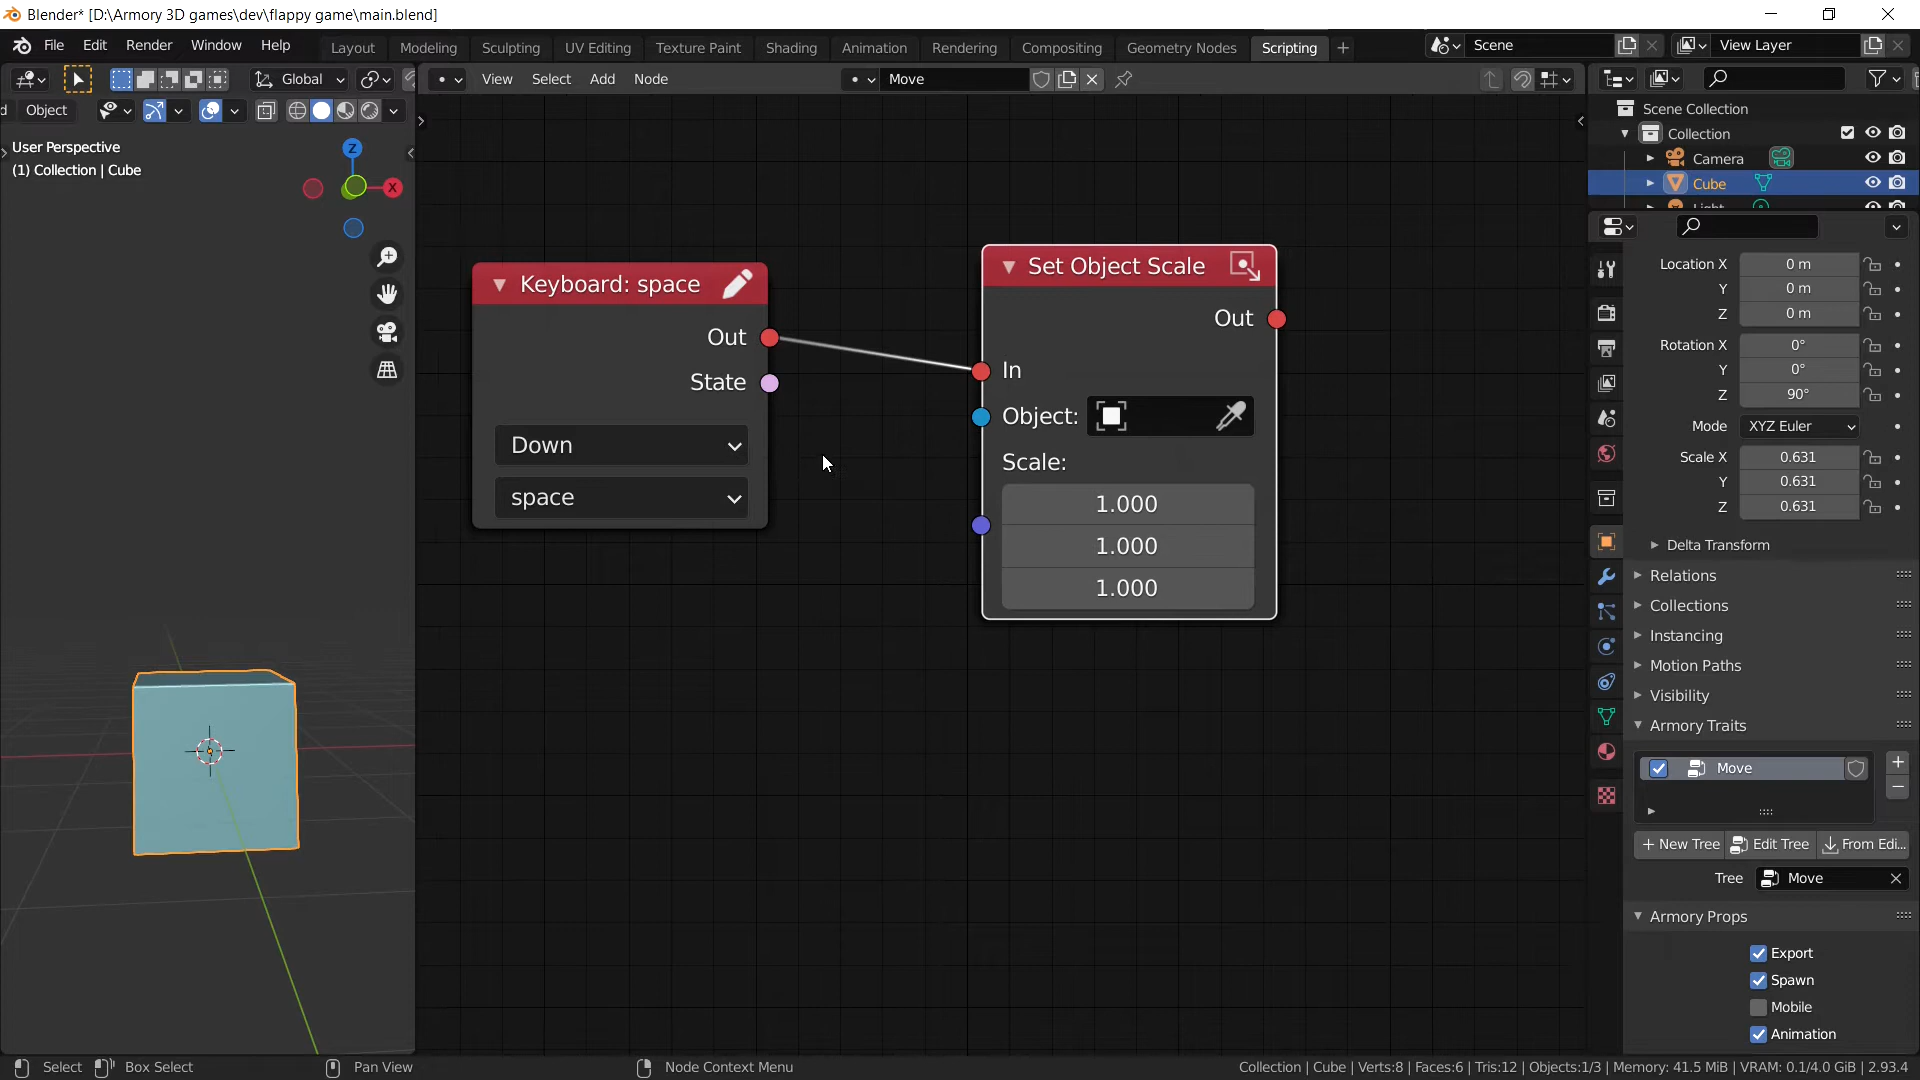 Blender* [D:\Armory 3D games\dev\flappy game\main.blend]
File Edit Render Window Help Layout Modeling Sculpting UV Editing Texture Paint Shading Animation Rendering Compositing Geometry Nodes Scripting Scene View Layer
Global View Select Add Node Move
Object
User Perspective
(1) Collection | Cube
Z
X
Keyboard: space
Out
State
Down
space
Set Object Scale
Out
In
Object:
Scale:
1.000
1.000
1.000
Scene Collection
Collection
Camera
Cube
Location X 0 m
Y 0 m
Z 0 m
Rotation X 0°
Y 0°
Z 90°
Mode XYZ Euler
Scale X 0.631
Y 0.631
Z 0.631
Delta Transform
Relations
Collections
Instancing
Motion Paths
Visibility
Armory Traits
Move
New Tree Edit Tree From Edi...
Tree Move
Armory Props
Export
Spawn
Mobile
Animation
Select Box Select Pan View Node Context Menu Collection | Cube | Verts:8 | Faces:6 | Tris:12 | Objects:1/3 | Memory: 41.5 MiB | VRAM: 0.1/4.0 GiB | 2.93.4